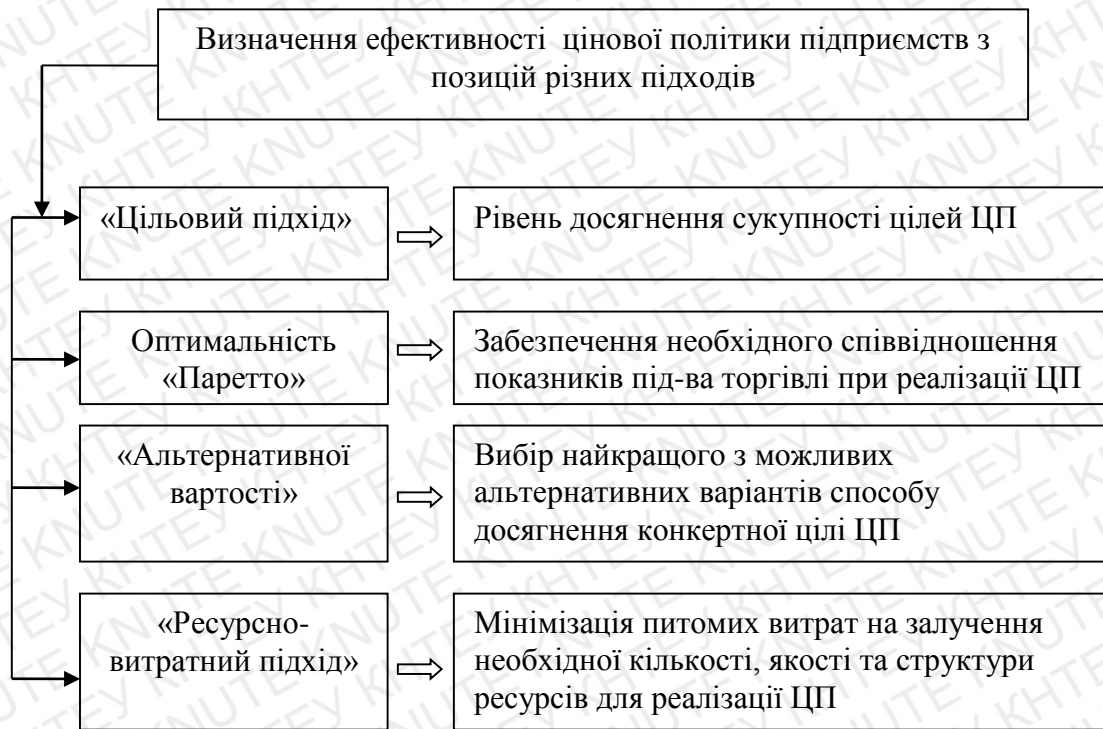 Визначення ефективності цінової політики підприємств з
позицій різних підходів
«Цільовий підхід»
Рівень досягнення сукупності цілей ЦП
Оптимальність
«Паретто»
Забезпечення необхідного співвідношення
показників під-ва торгівлі при реалізації ЦП
«Альтернативної
вартості»
Вибір найкращого з можливих
альтернативних варіантів способу
досягнення конкертної цілі ЦП
«Ресурсно-
витратний підхід»
Мінімізація питомих витрат на залучення
необхідної кількості, якості та структури
ресурсів для реалізації ЦП